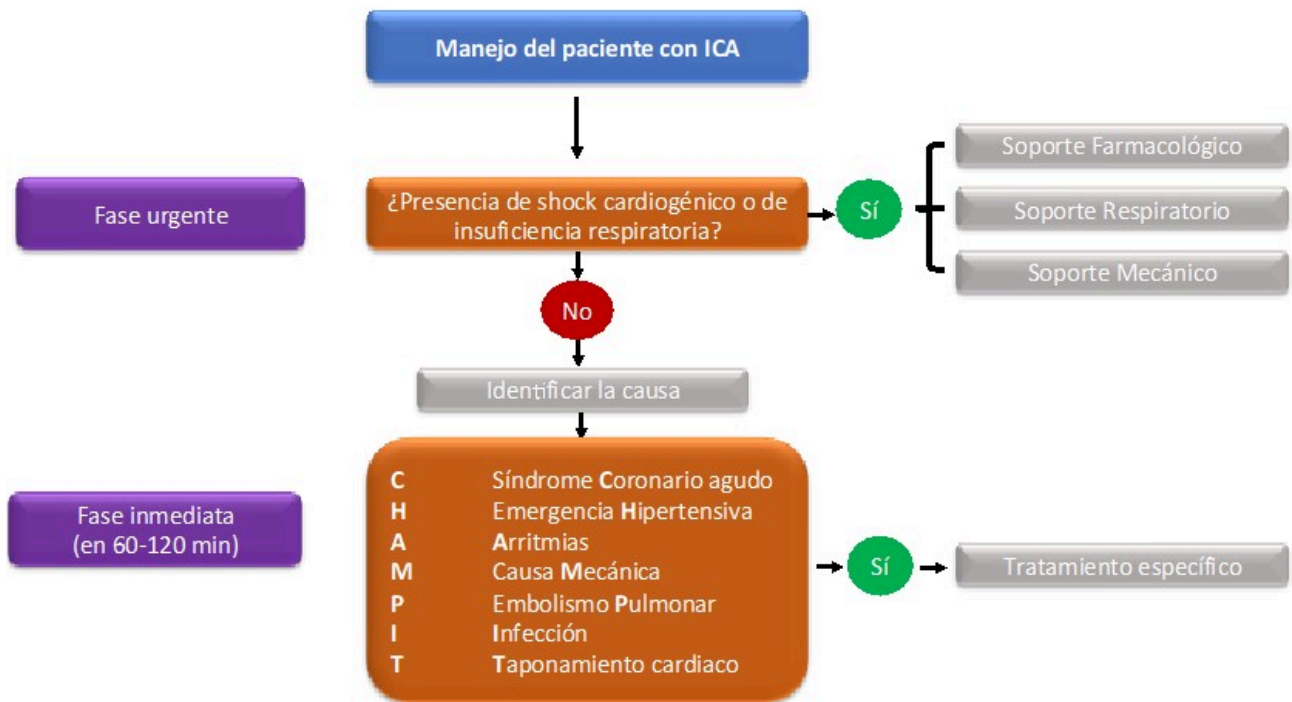 Manejo del paciente con ICA
Fase urgente
¿Presencia de shock cardiogénico o de
insuficiencia respiratoria?
Sí
Soporte Farmacológico
Soporte Respiratorio
Soporte Mecánico
No
Identificar la causa
Fase inmediata
(en 60-120 min)
C Síndrome Coronario agudo
H Emergencia Hipertensiva
A Arritmias
M Causa Mecánica
P Embolismo Pulmonar
I Infección
T Taponamiento cardiaco
Sí
Tratamiento específico